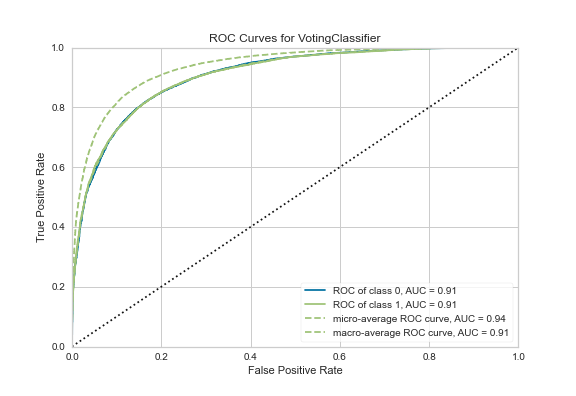 ROC Curves for VotingClassifier
1.0
0.8
0.6
0.4
0.2
0.0
True Positive Rate
ROC of class 0, AUC = 0.91
ROC of class 1, AUC = 0.91
micro-average ROC curve, AUC = 0.94
macro-average ROC curve, AUC = 0.91
0.0 0.2 0.4 0.6 0.8 1.0
False Positive Rate